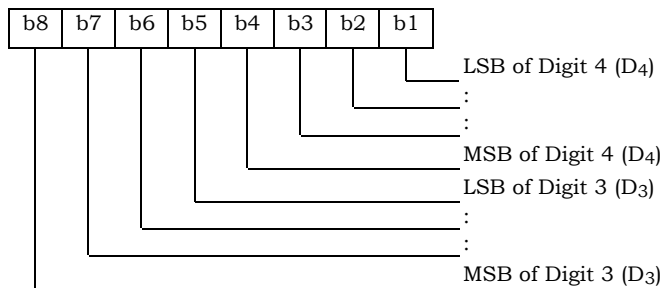 b8 b7 b6 b5 b4 b3 b2 b1
LSB of Digit 4 (D4)
:
:
MSB of Digit 4 (D4)
LSB of Digit 3 (D3)
:
:
MSB of Digit 3 (D3)